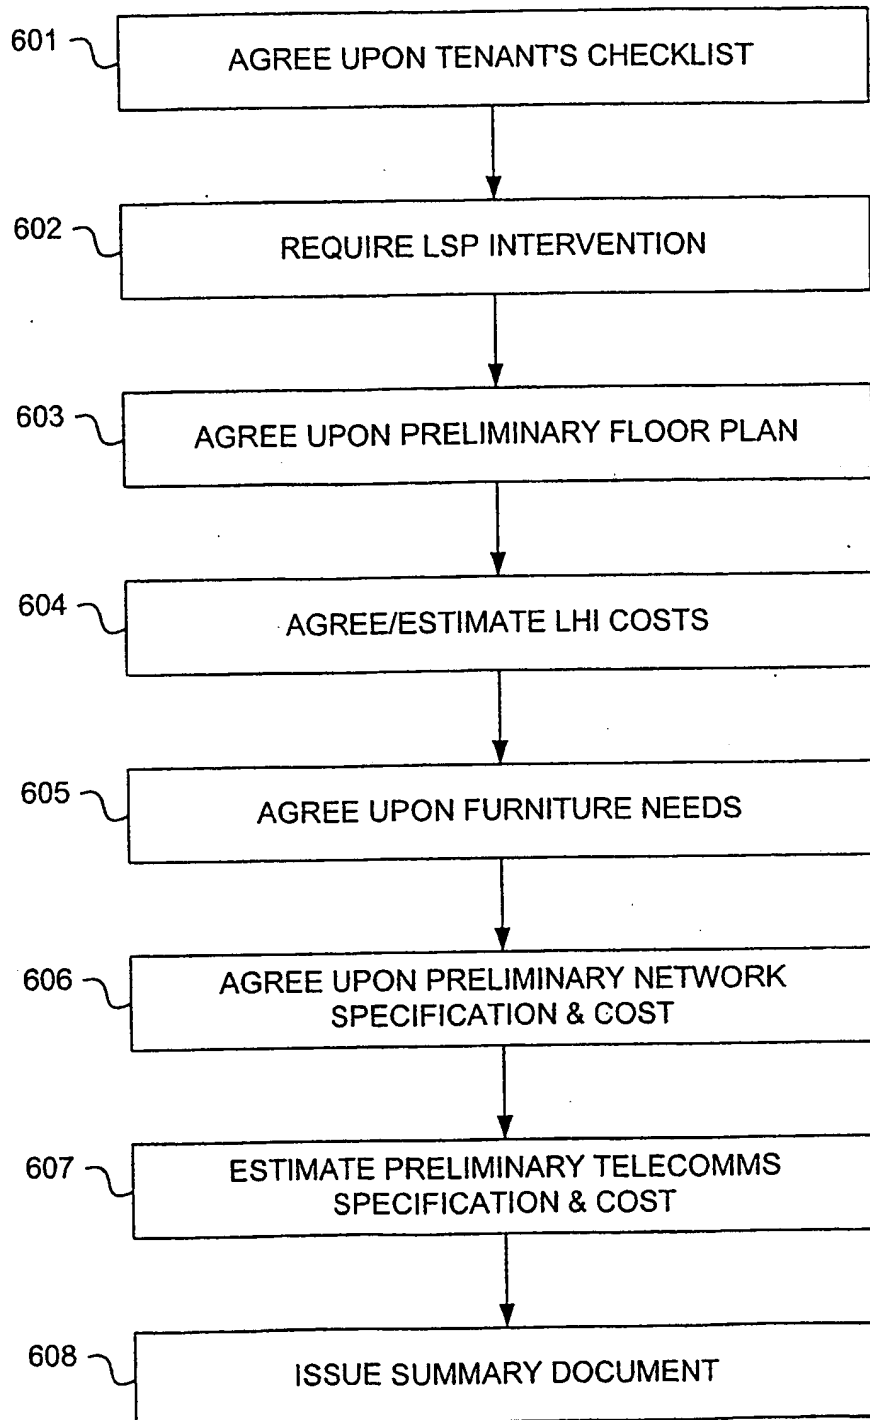 601
AGREE UPON TENANT'S CHECKLIST
602
REQUIRE LSP INTERVENTION
603
AGREE UPON PRELIMINARY FLOOR PLAN
604
AGREE/ESTIMATE LHI COSTS
605
AGREE UPON FURNITURE NEEDS
606
AGREE UPON PRELIMINARY NETWORK
SPECIFICATION & COST
607
ESTIMATE PRELIMINARY TELECOMMS
SPECIFICATION & COST
608
ISSUE SUMMARY DOCUMENT